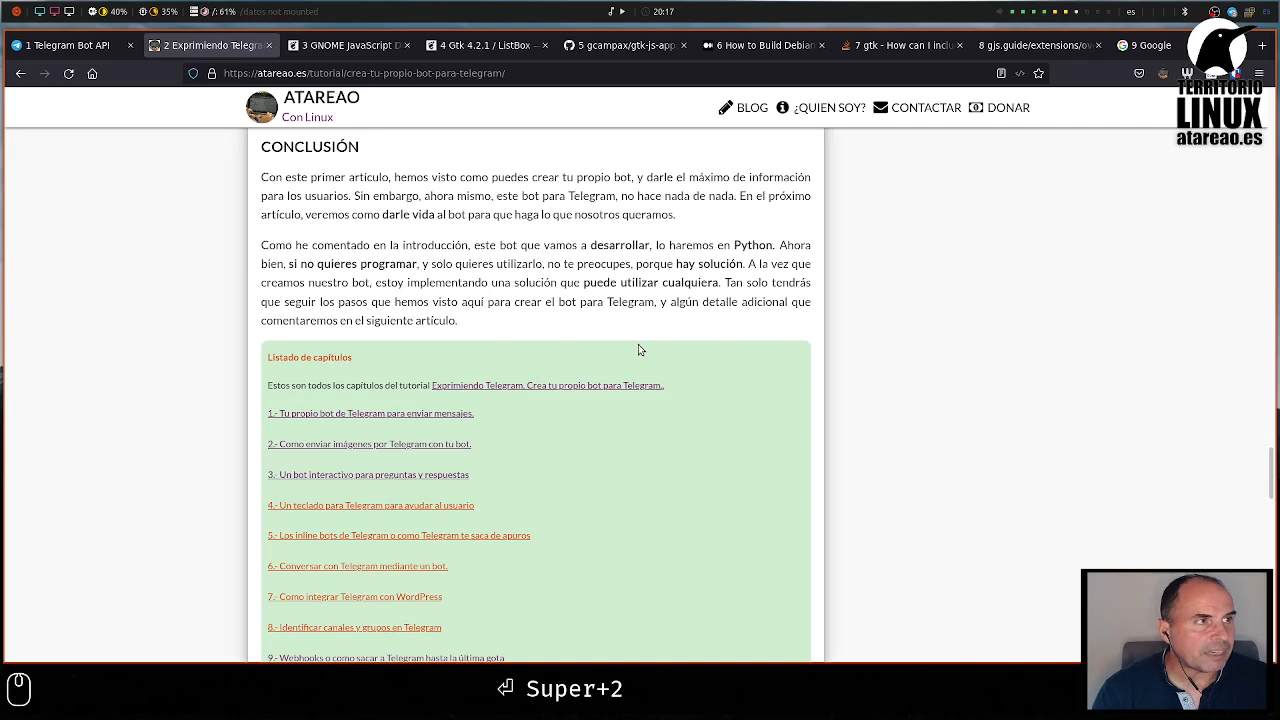 40% 35% /: 61% /datos not mounted
20:17
es ES
1 Telegram Bot API
2 Exprimiendo Telegra
3 GNOME JavaScript D
4 Gtk 4.2.1 / ListBox
5 gcampax/gtk-js-app
6 How to Build Debian
7 gtk - How can I inclu
8 gjs.guide/extensions/ov
9 Google
https://atareao.es/tutorial/crea-tu-propio-bot-para-telegram/
TERRITORIO
LINUX
atareao.es
ATAREAO
Con Linux
BLOG ¿QUIEN SOY? CONTACTAR DONAR
CONCLUSIÓN
Con este primer artículo, hemos visto como puedes crear tu propio bot, y darle el máximo de información
para los usuarios. Sin embargo, ahora mismo, este bot para Telegram, no hace nada de nada. En el próximo
artículo, veremos como darle vida al bot para que haga lo que nosotros queramos.
Como he comentado en la introducción, este bot que vamos a desarrollar, lo haremos en Python. Ahora
bien, si no quieres programar, y solo quieres utilizarlo, no te preocupes, porque hay solución. A la vez que
creamos nuestro bot, estoy implementando una solución que puede utilizar cualquiera. Tan solo tendrás
que seguir los pasos que hemos visto aquí para crear el bot para Telegram, y algún detalle adicional que
comentaremos en el siguiente artículo.
Listado de capítulos
Estos son todos los capítulos del tutorial Exprimiendo Telegram. Crea tu propio bot para Telegram..
1.- Tu propio bot de Telegram para enviar mensajes.
2.- Como enviar imágenes por Telegram con tu bot.
3.- Un bot interactivo para preguntas y respuestas
4.- Un teclado para Telegram para ayudar al usuario
5.- Los inline bots de Telegram o como Telegram te saca de apuros
6.- Conversar con Telegram mediante un bot.
7.- Como integrar Telegram con WordPress
8.- Identificar canales y grupos en Telegram
9.- Webhooks o como sacar a Telegram hasta la última gota
⏎ Super+2